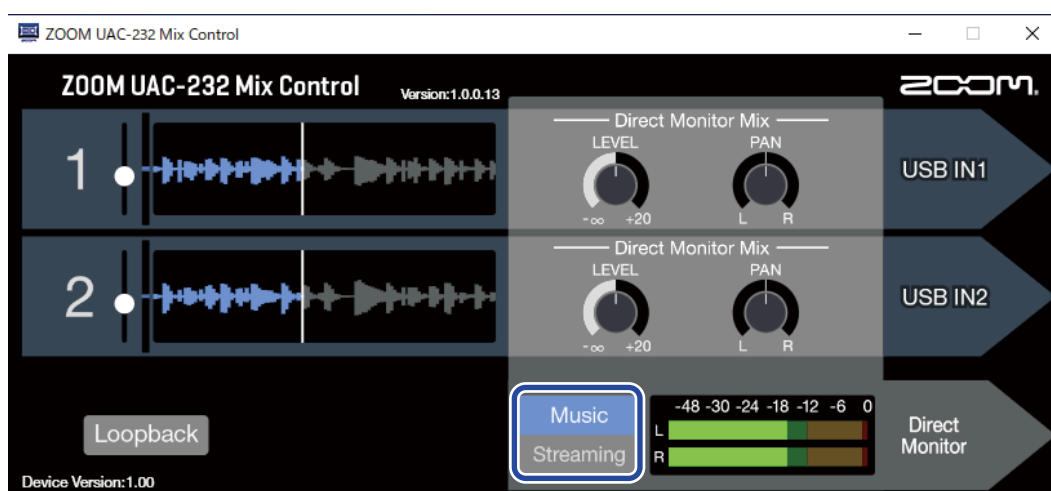 ZOOM UAC-232 Mix Control
ZOOM UAC-232 Mix Control
Version:1.0.0.13
ZOOM.
1
Direct Monitor Mix
LEVEL PAN
-∞ +20 L R
USB IN1
2
Direct Monitor Mix
LEVEL PAN
-∞ +20 L R
USB IN2
Loopback
Music
Streaming
-48 -30 -24 -18 -12 -6 0
L
R
Direct
Monitor
Device Version:1.00